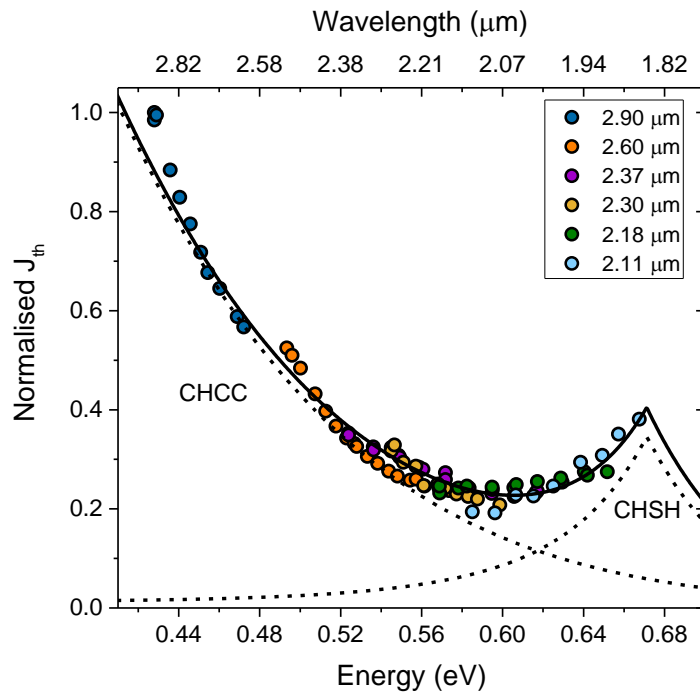 Wavelength (μm)
2.82 2.58 2.38 2.21 2.07 1.94 1.82
1.0
0.8
0.6
0.4
0.2
0.0
Normalised J_th
2.90 μm
2.60 μm
2.37 μm
2.30 μm
2.18 μm
2.11 μm
CHCC
CHSH
0.44 0.48 0.52 0.56 0.60 0.64 0.68
Energy (eV)